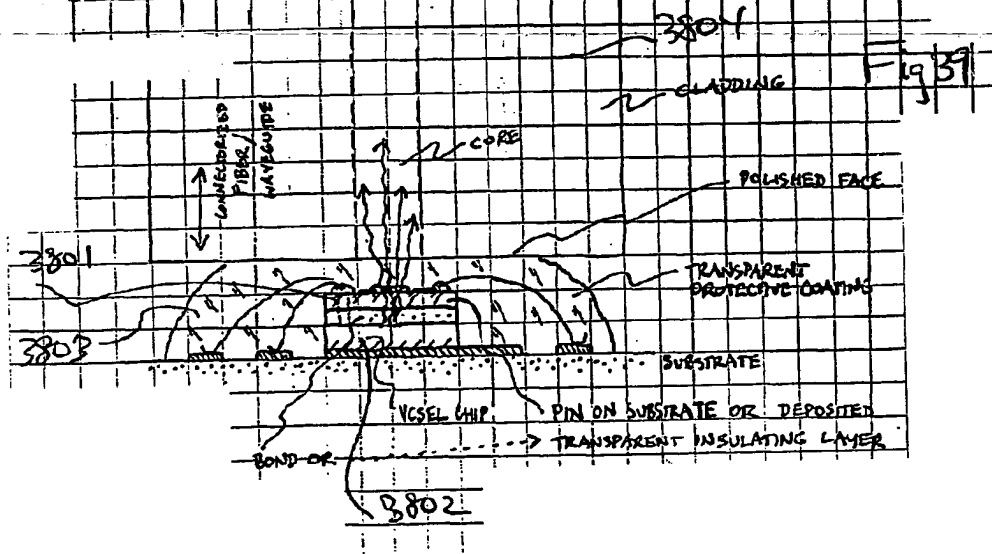 3804
Fig 39
CLADDING
CONNECTORIZED
FIBER/
WAVEGUIDE
CORE
POLISHED FACE
3801
TRANSPARENT
PROTECTIVE COATING
3803
SUBSTRATE
VCSEL CHIP
PIN ON SUBSTRATE OR DEPOSITED
TRANSPARENT INSULATING LAYER
BOND OR
3802